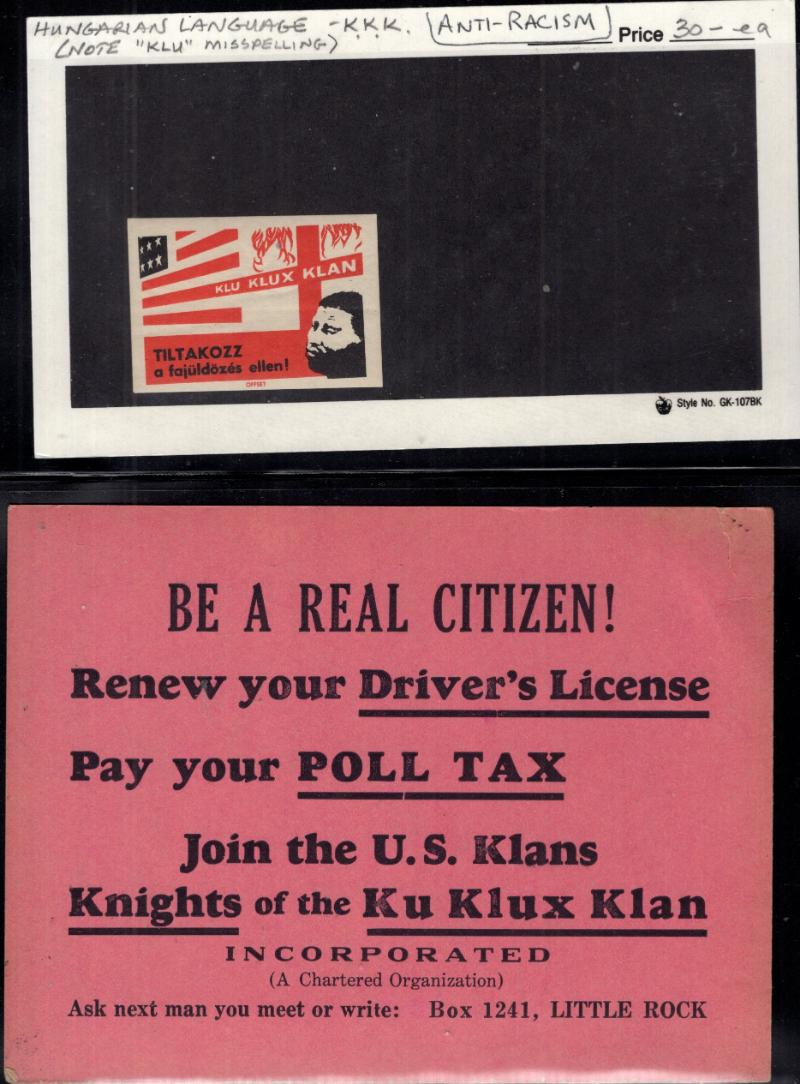 HUNGARIAN LANGUAGE - K.K.K. (ANTI-RACISM) Price 30- ea
(NOTE "KLU" MISSPELLING)
KLU KLUX KLAN
TILTAKOZZ
a fajüldözés ellen!
OFFSET
Style No. GK-107BK
BE A REAL CITIZEN!
Renew your Driver's License
Pay your POLL TAX
Join the U.S. Klans
Knights of the Ku Klux Klan
INCORPORATED
(A Chartered Organization)
Ask next man you meet or write: Box 1241, LITTLE ROCK